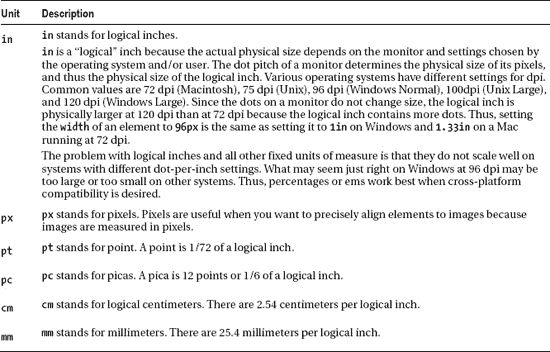 Unit Description
in in stands for logical inches.
in is a “logical” inch because the actual physical size depends on the monitor and settings chosen by
the operating system and/or user. The dot pitch of a monitor determines the physical size of its pixels,
and thus the physical size of the logical inch. Various operating systems have different settings for dpi.
Common values are 72 dpi (Macintosh), 75 dpi (Unix), 96 dpi (Windows Normal), 100dpi (Unix Large),
and 120 dpi (Windows Large). Since the dots on a monitor do not change size, the logical inch is
physically larger at 120 dpi than at 72 dpi because the logical inch contains more dots. Thus, setting
the width of an element to 96px is the same as setting it to 1in on Windows and 1.33in on a Mac
running at 72 dpi.
The problem with logical inches and all other fixed units of measure is that they do not scale well on
systems with different dot-per-inch settings. What may seem just right on Windows at 96 dpi may be
too large or too small on other systems. Thus, percentages or ems work best when cross-platform
compatibility is desired.
px px stands for pixels. Pixels are useful when you want to precisely align elements to images because
images are measured in pixels.
pt pt stands for point. A point is 1/72 of a logical inch.
pc pc stands for picas. A pica is 12 points or 1/6 of a logical inch.
cm cm stands for logical centimeters. There are 2.54 centimeters per logical inch.
mm mm stands for millimeters. There are 25.4 millimeters per logical inch.